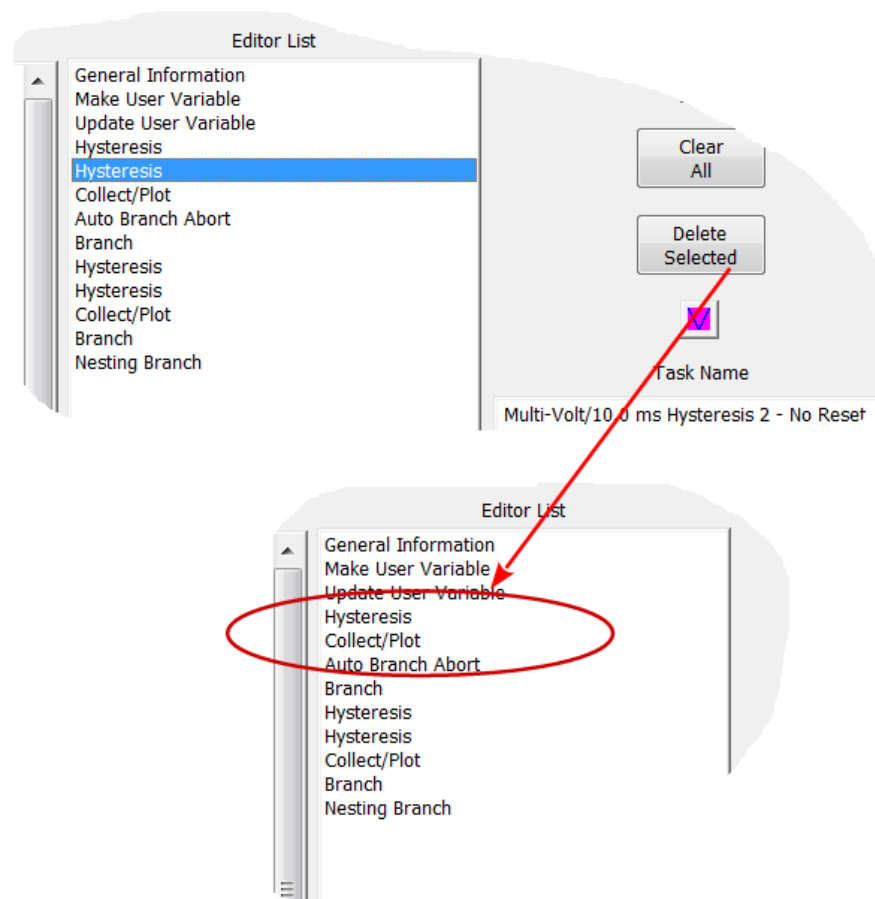 Editor List
General Information
Make User Variable
Update User Variable
Hysteresis
Hysteresis
Collect/Plot
Auto Branch Abort
Branch
Hysteresis
Hysteresis
Collect/Plot
Branch
Nesting Branch
Clear
All
Delete
Selected
Task Name
Multi-Volt/10.0 ms Hysteresis 2 - No Reset
Editor List
General Information
Make User Variable
Update User Variable
Hysteresis
Collect/Plot
Auto Branch Abort
Branch
Hysteresis
Hysteresis
Collect/Plot
Branch
Nesting Branch